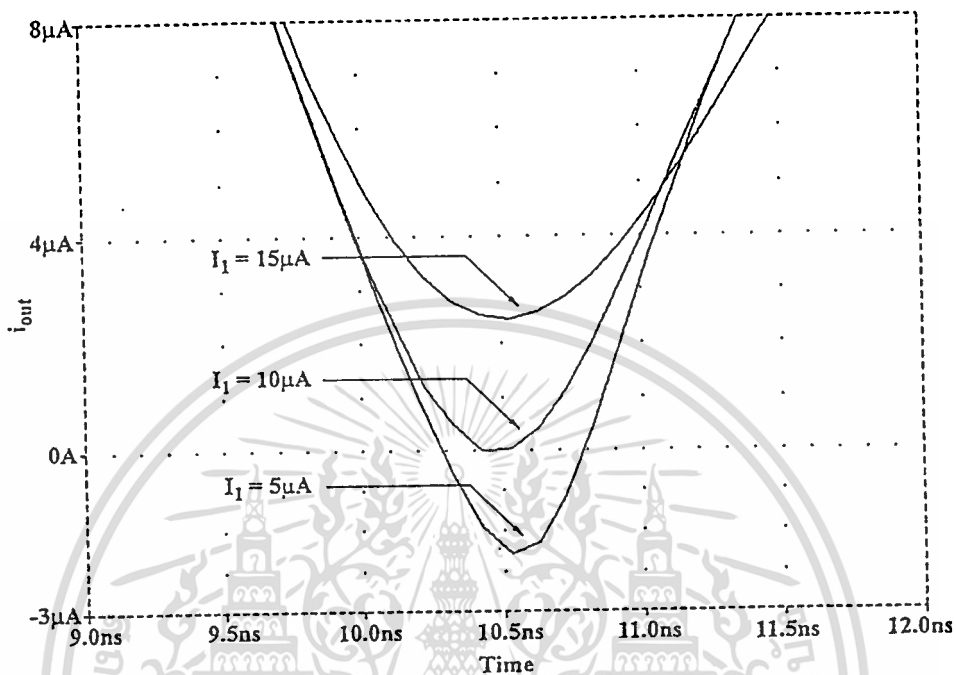 8µA
4µA
0A
-3µA
i_out
I₁ = 15µA
I₁ = 10µA
I₁ = 5µA
9.0ns 9.5ns 10.0ns 10.5ns 11.0ns 11.5ns 12.0ns
Time